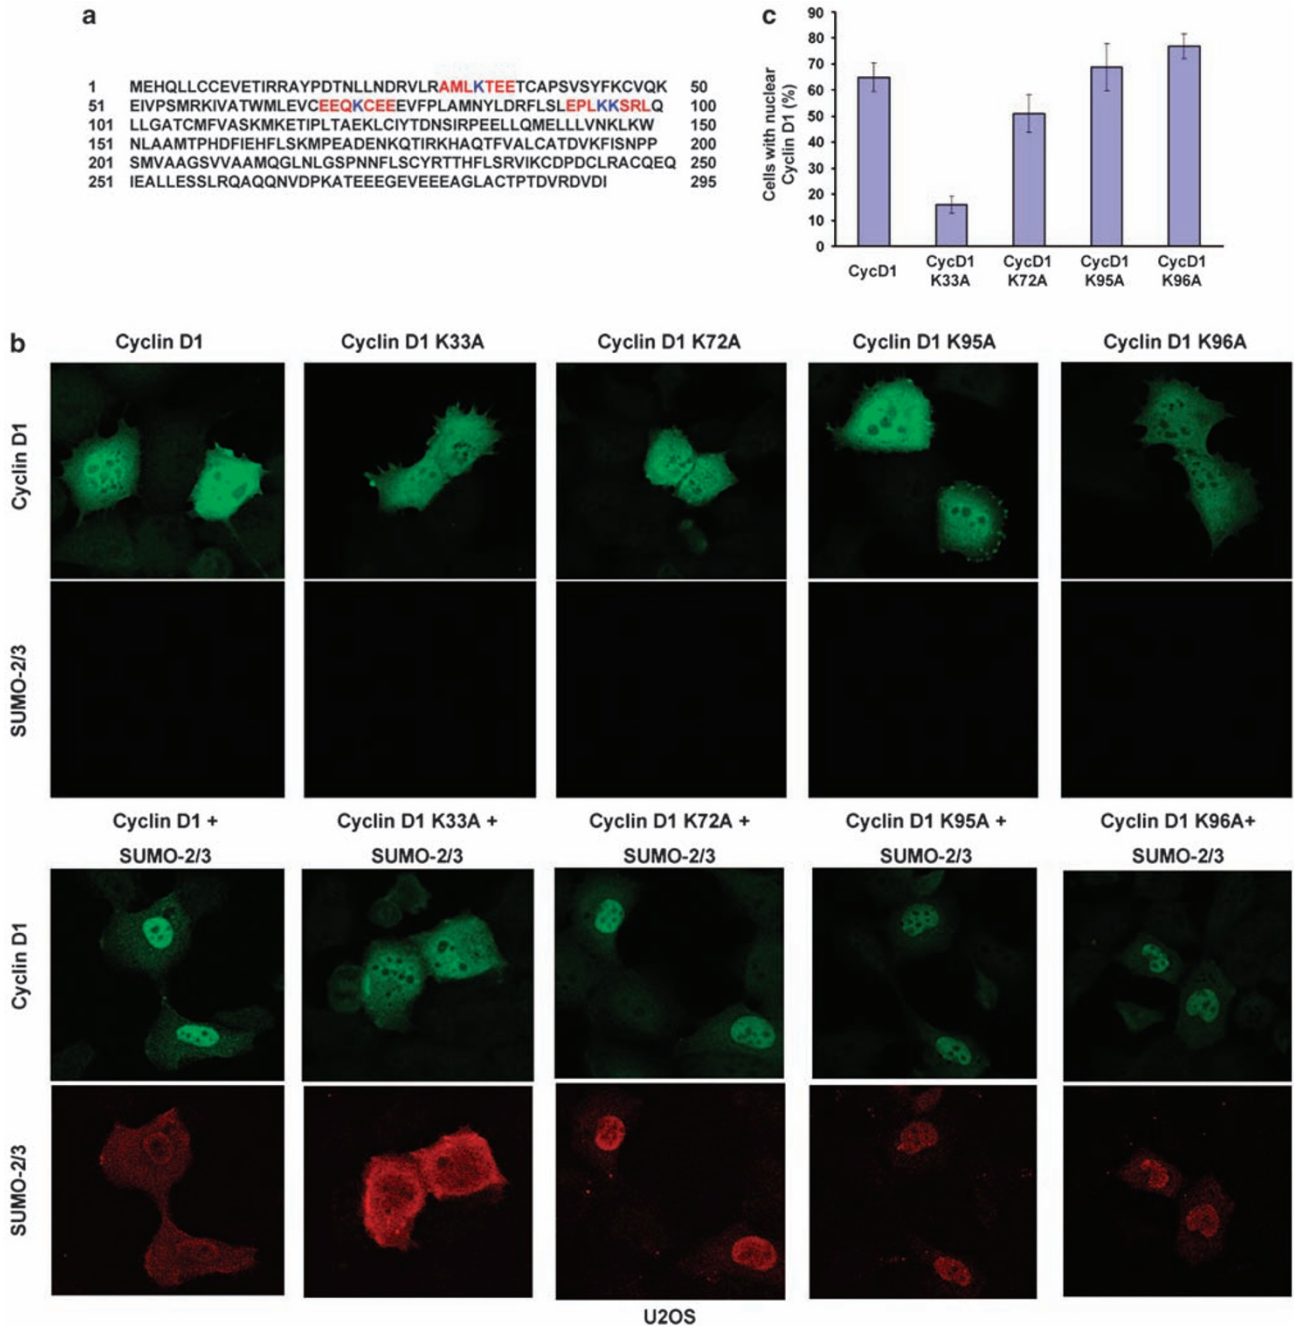 a
1 MEHQLLCCEVETIRRAYPDTNLLNDRVLRAMLKTEETCAPSVSYFKCVQK 50
51 EIVPSMRKIVATWMLEVCEEQKCEEEVFPLAMNYLDRFLSLEPLKKSRLQ 100
101 LLGATCMFVASKMKETIPLTAEKLCIYTDNSIRPEELLQMELLLVNKLKW 150
151 NLAAMTPHDFIEHFLSKMPEADENKQTIRKHAQTFVALCATDVKFISNPP 200
201 SMVAAGSVVAAMQGLNLGSPNNFLSCYRTTHFLSRVIKCDPDCLRACQEQ 250
251 IEALLESSLRQAQQNVDPKATEEEGEVEEEAGLACTPTDVRDVDI 295
c
Cells with nuclear
Cyclin D1 (%)
90
80
70
60
50
40
30
20
10
0
CycD1
CycD1
K33A
CycD1
K72A
CycD1
K95A
CycD1
K96A
b
Cyclin D1
Cyclin D1 K33A
Cyclin D1 K72A
Cyclin D1 K95A
Cyclin D1 K96A
Cyclin D1
SUMO-2/3
Cyclin D1 +
SUMO-2/3
Cyclin D1 K33A +
SUMO-2/3
Cyclin D1 K72A +
SUMO-2/3
Cyclin D1 K95A +
SUMO-2/3
Cyclin D1 K96A+
SUMO-2/3
Cyclin D1
SUMO-2/3
U2OS